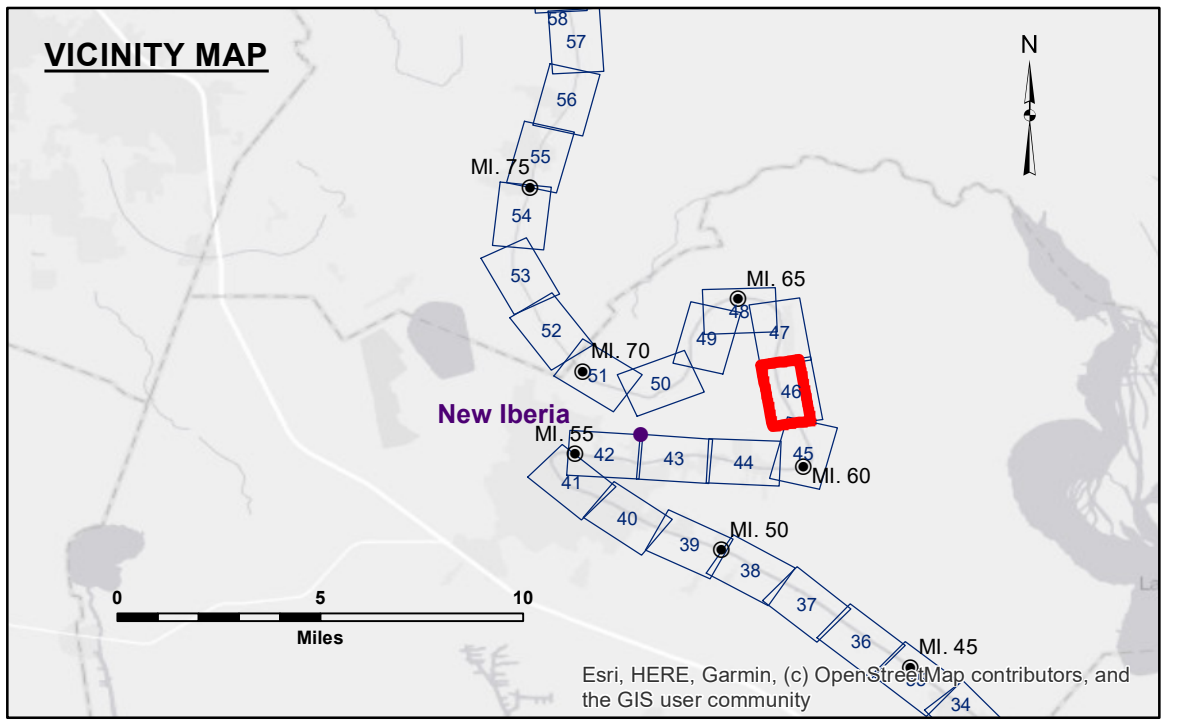 58
VICINITY MAP
57
N
56
55
MI. 75
54
53
MI. 65
48
52
47
49
MI. 70
51
50
46
New Iberia
MI. 55
42
43
44
45
MI. 60
41
40
MI. 50
39
38
0
5
10
37
Miles
36
MI. 45
Esri, HERE, Garmin, (c) OpenStreetMap contributors, and
the GIS user community
34